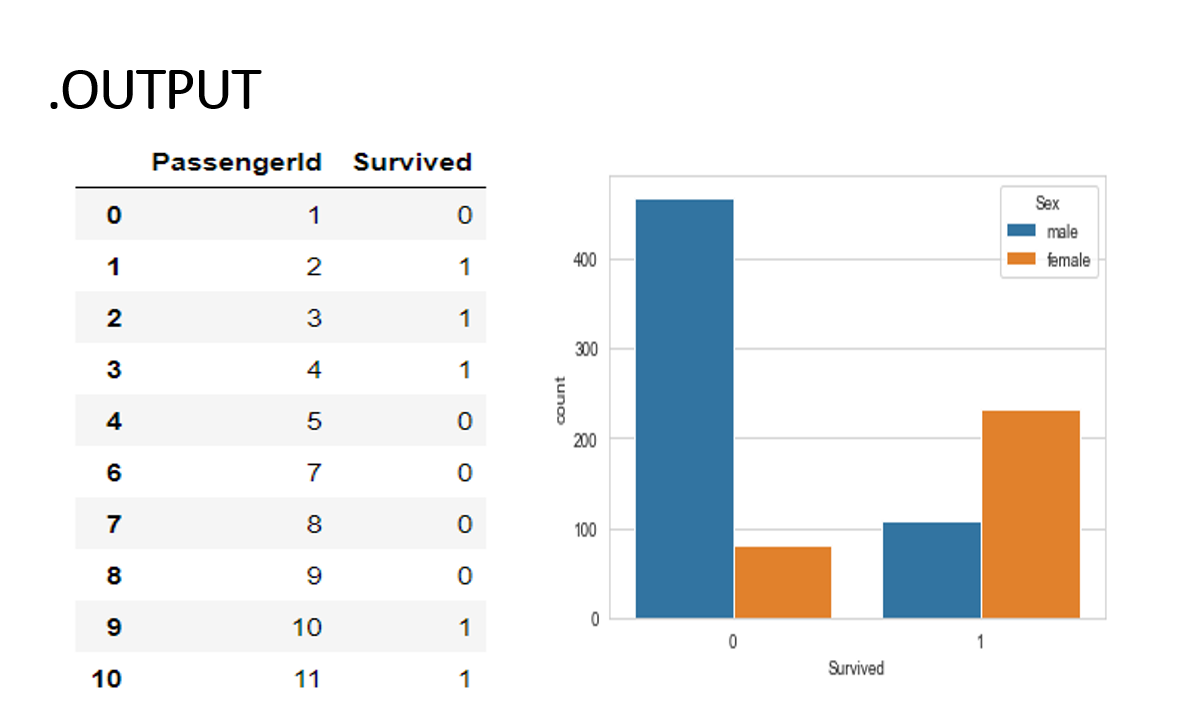 .OUTPUT
PassengerId Survived
0 1 0
1 2 1
2 3 1
3 4 1
4 5 0
6 7 0
7 8 0
8 9 0
9 10 1
10 11 1
Sex
male
female
400
300
200
100
0
count
0 1
Survived